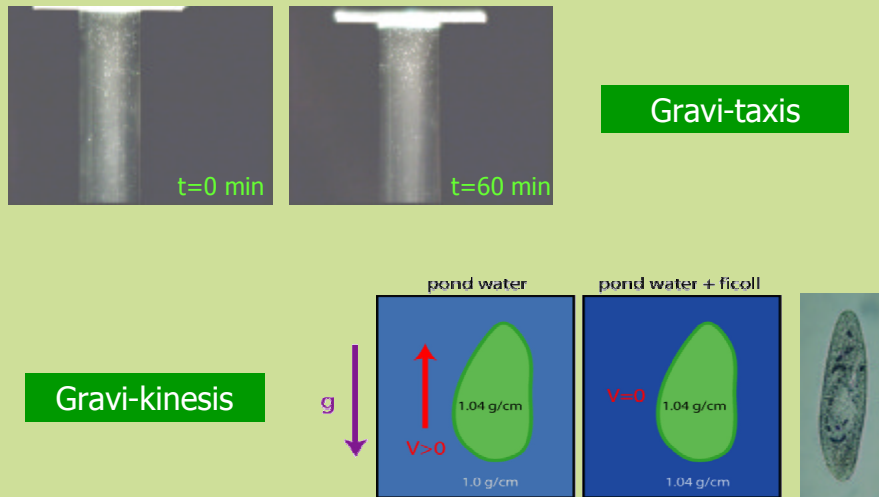 t=0 min
t=60 min
Gravi-taxis
pond water
pond water + ficoll
Gravi-kinesis
g
V>0
1.04 g/cm
1.0 g/cm
V=0
1.04 g/cm
1.04 g/cm